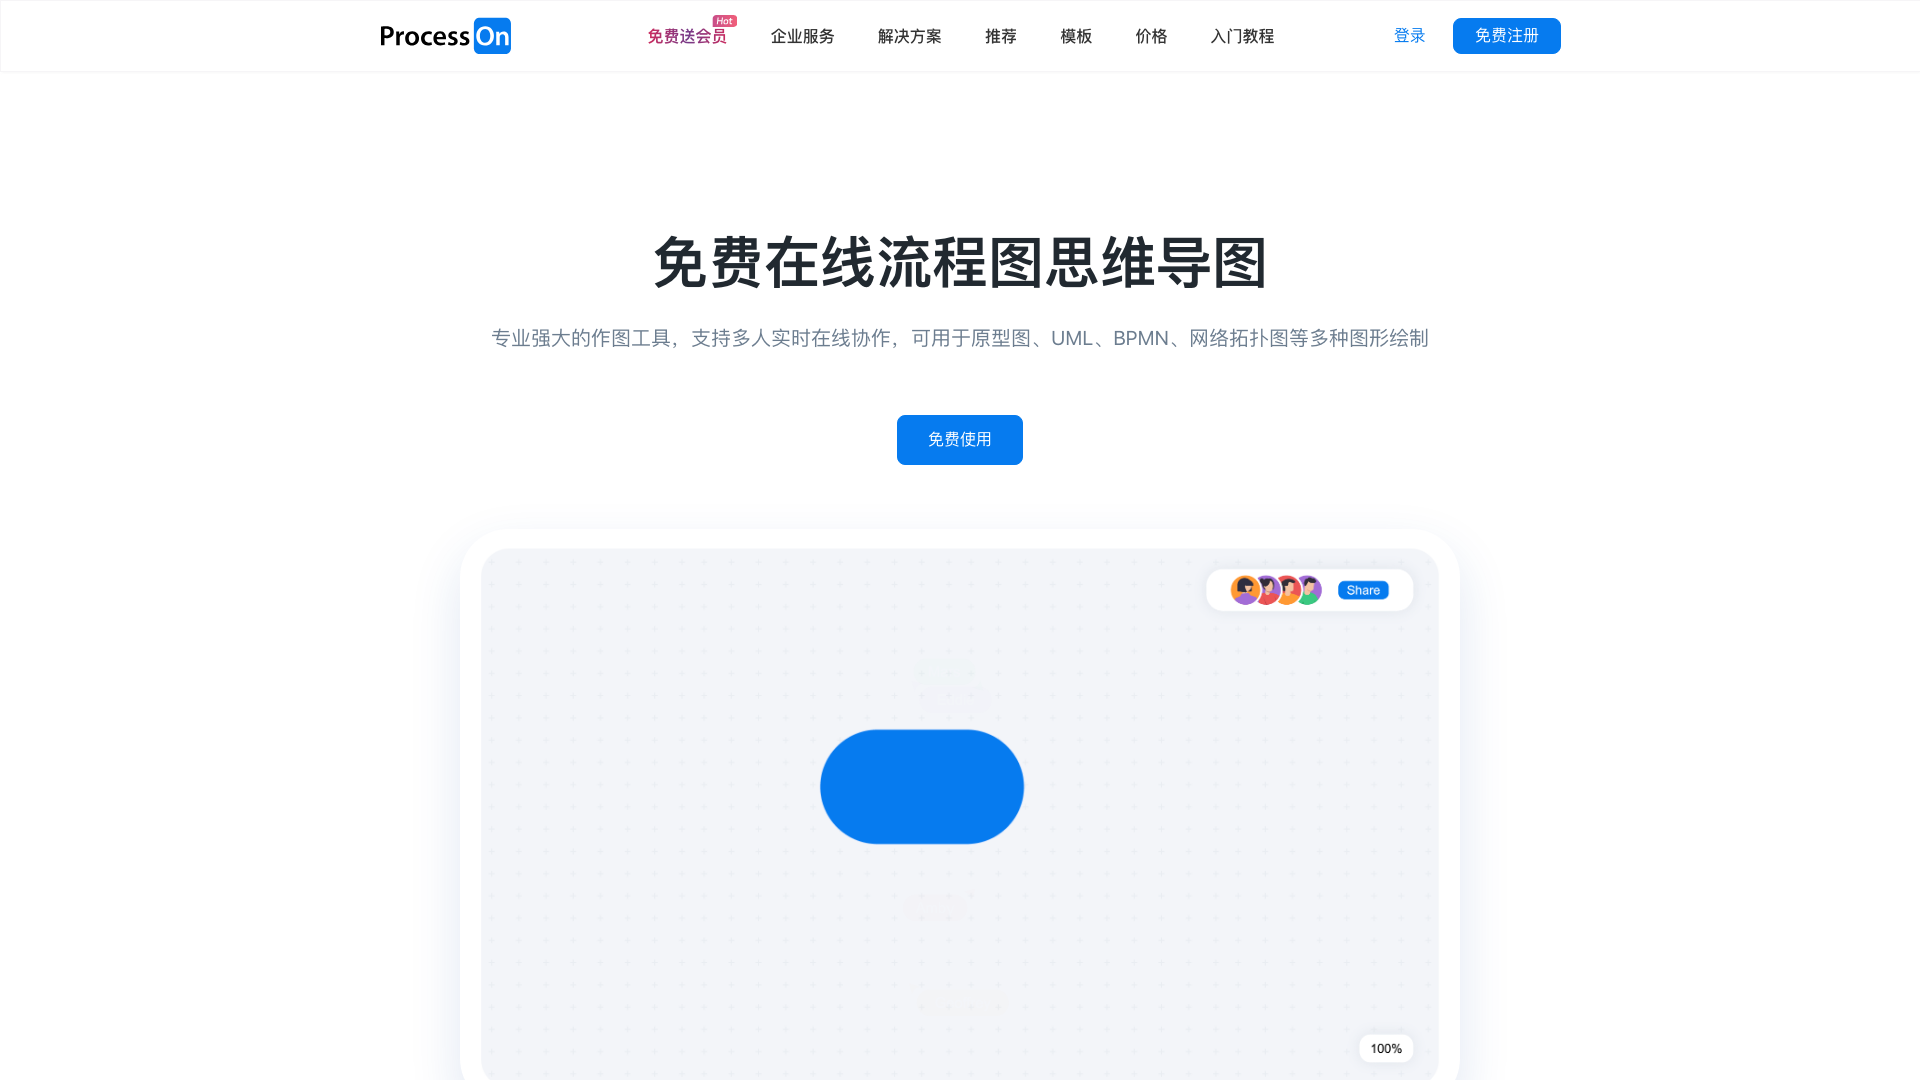 ProcessOn
免费送会员 Hot 企业服务 解决方案 推荐 模板 价格 入门教程 登录 免费注册
免费在线流程图思维导图
专业强大的作图工具，支持多人实时在线协作，可用于原型图、UML、BPMN、网络拓扑图等多种图形绘制
免费使用
Share
100%